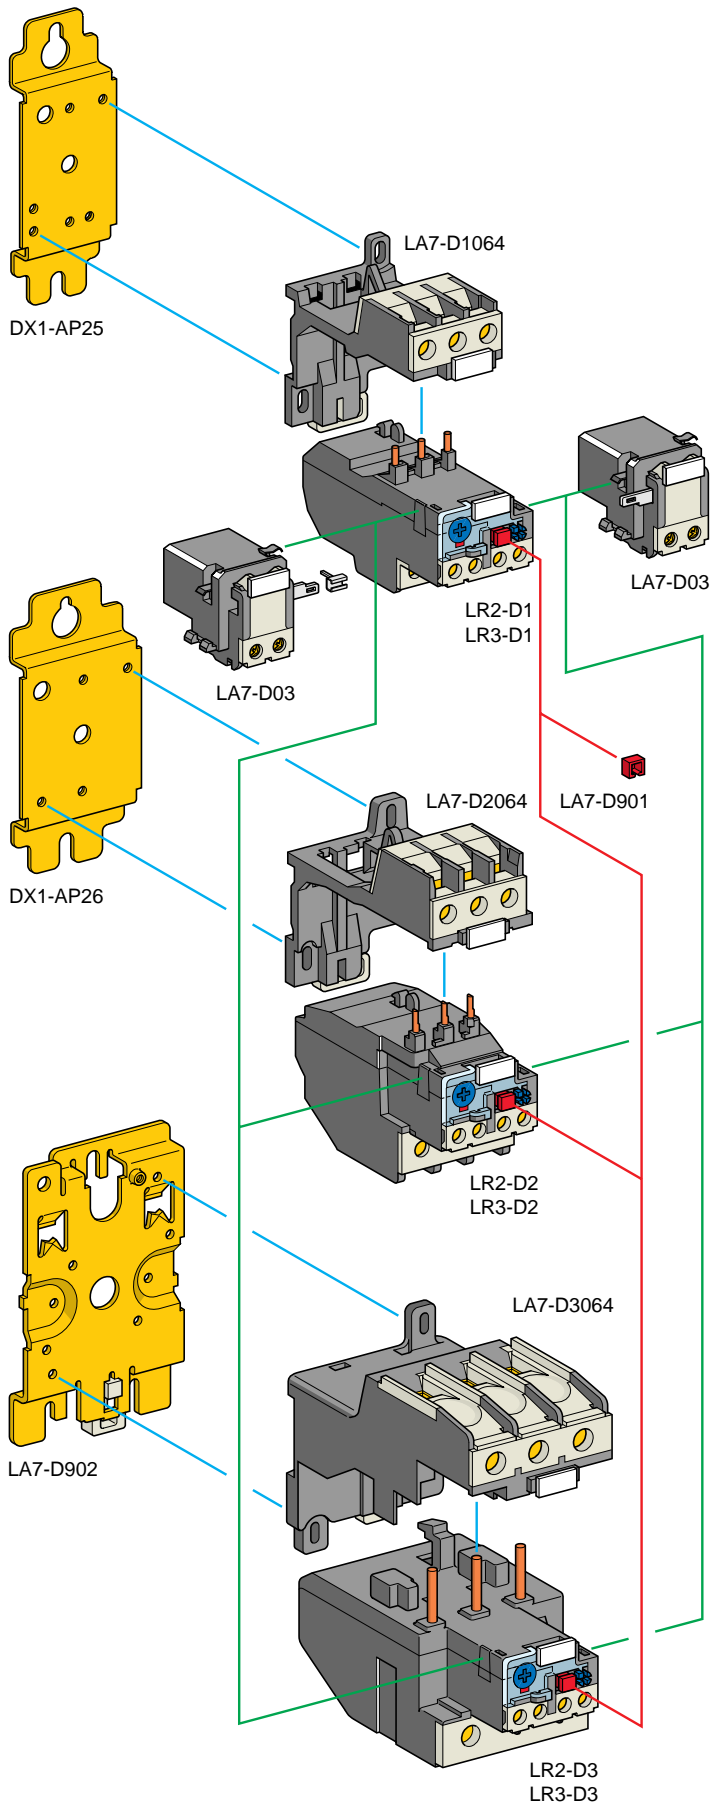 LA7-D1064
DX1-AP25
LA7-D03
LR2-D1
LR3-D1
LA7-D03
LA7-D2064
LA7-D901
DX1-AP26
LR2-D2
LR3-D2
LA7-D3064
LA7-D902
LR2-D3
LR3-D3